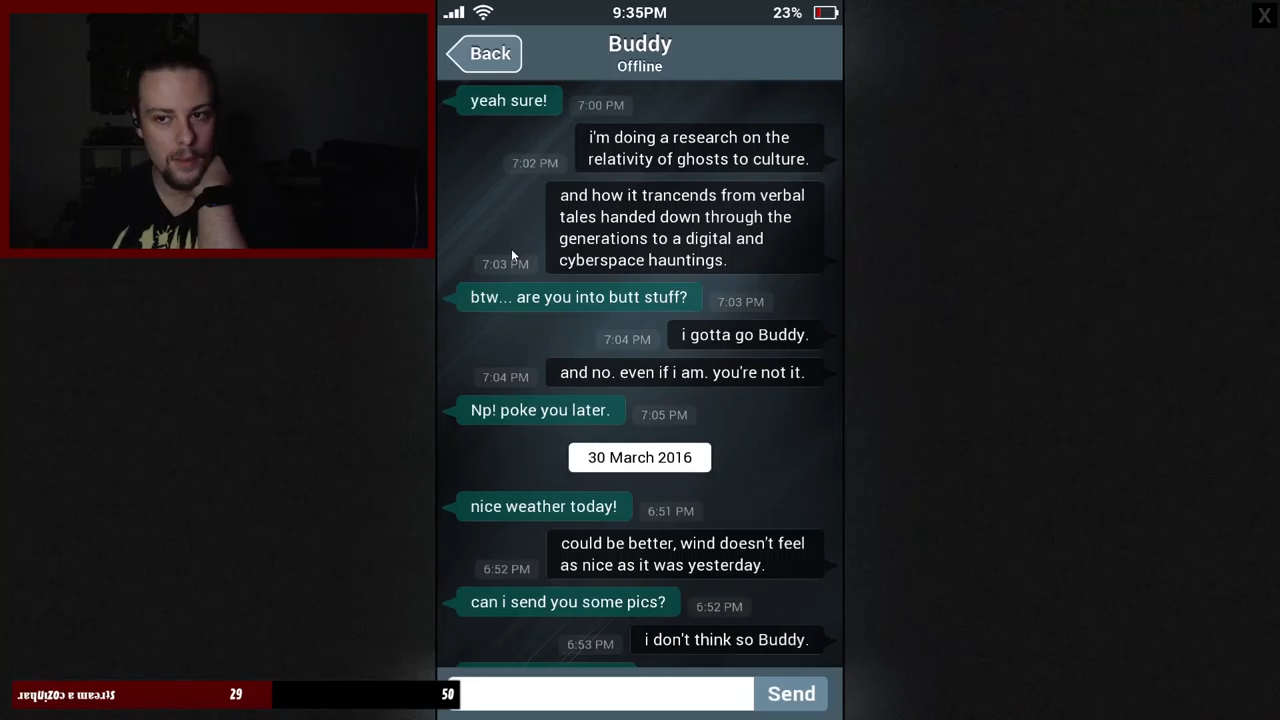 9:35PM
23%
X
Back
Buddy
Offline
yeah sure!
7:00 PM
i'm doing a research on the
relativity of ghosts to culture.
7:02 PM
and how it trancends from verbal
tales handed down through the
generations to a digital and
cyberspace hauntings.
7:03 PM
btw... are you into butt stuff?
7:03 PM
i gotta go Buddy.
7:04 PM
and no. even if i am. you're not it.
7:04 PM
Np! poke you later.
7:05 PM
30 March 2016
nice weather today!
6:51 PM
could be better, wind doesn't feel
as nice as it was yesterday.
6:52 PM
can i send you some pics?
6:52 PM
i don't think so Buddy.
6:53 PM
Send
29
50